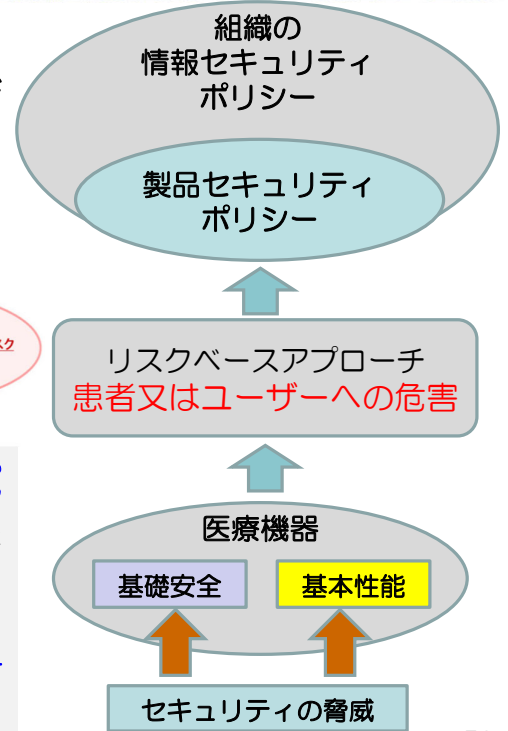 組織の
情報セキュリティ
ポリシー
製品セキュリティ
ポリシー
スク
リスクベースアプローチ
患者又はユーザーへの危害
医療機器
基礎安全
基本性能
セキュリティの脅威